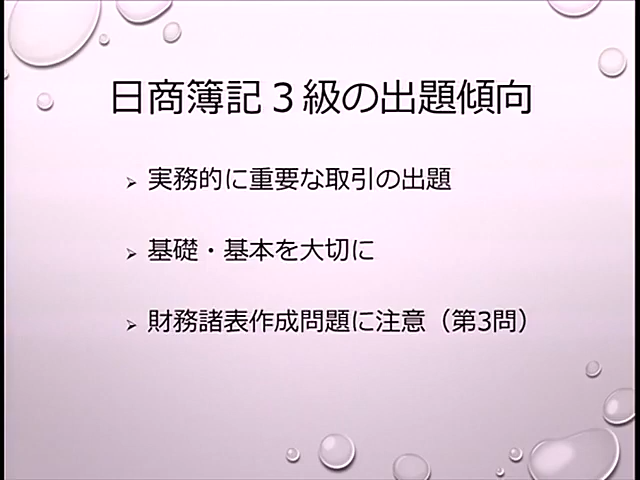 日商簿記３級の出題傾向
➢ 実務的に重要な取引の出題
➢ 基礎・基本を大切に
➢ 財務諸表作成問題に注意（第3問）